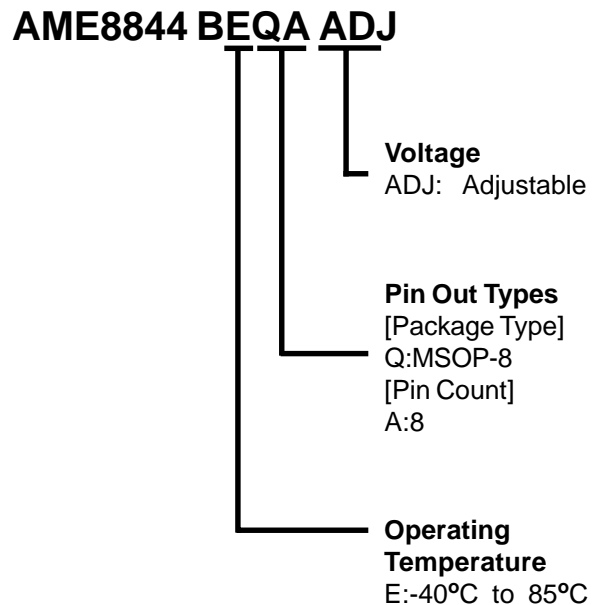 AME8844 BEQA ADJ
Voltage
ADJ: Adjustable
Pin Out Types
[Package Type]
Q:MSOP-8
[Pin Count]
A:8
Operating
Temperature
E:-40ºC to 85ºC